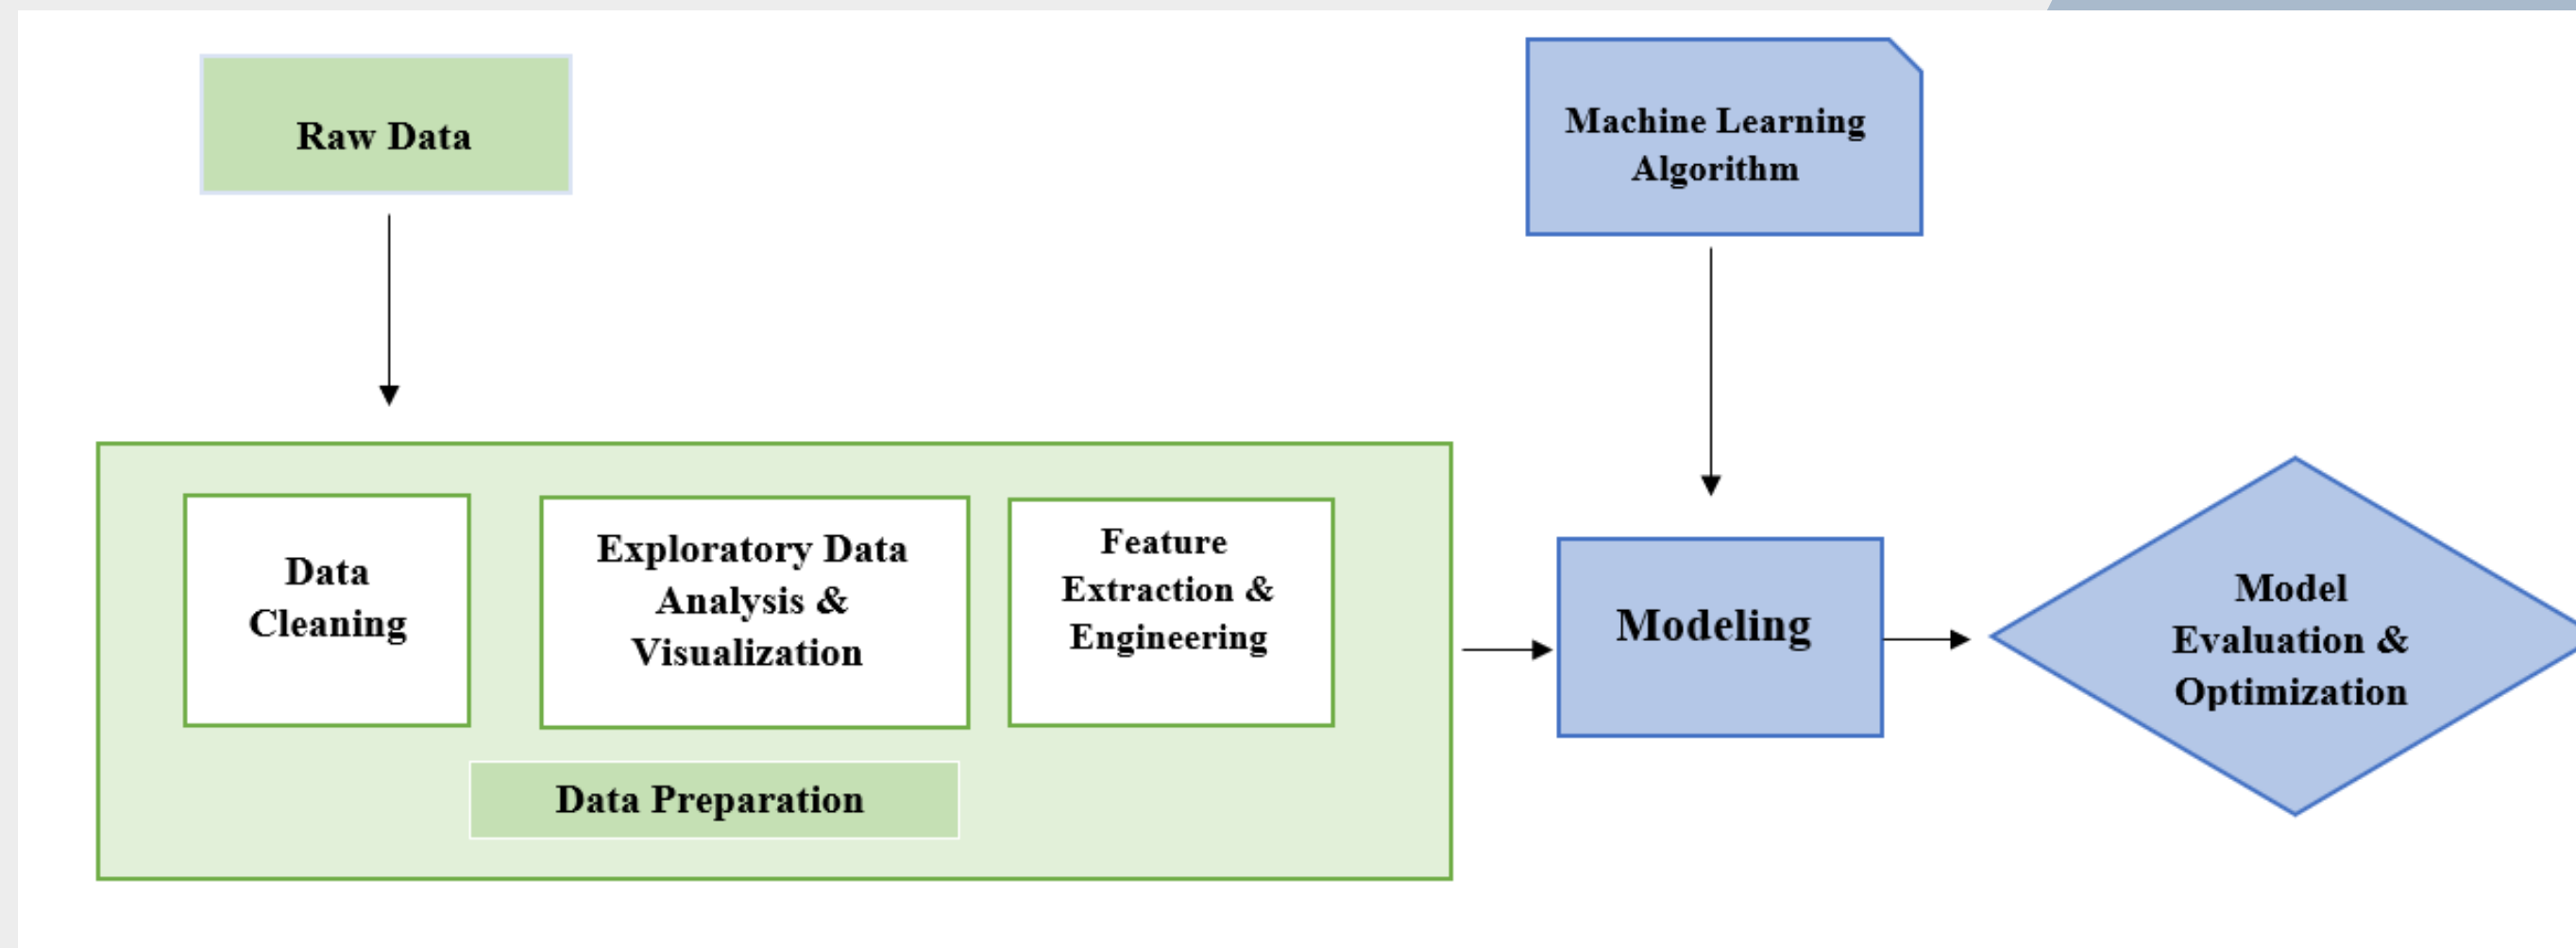 Raw Data
Machine Learning
Algorithm
Data
Cleaning
Exploratory Data
Analysis &
Visualization
Feature
Extraction &
Engineering
Data Preparation
Modeling
Model
Evaluation &
Optimization